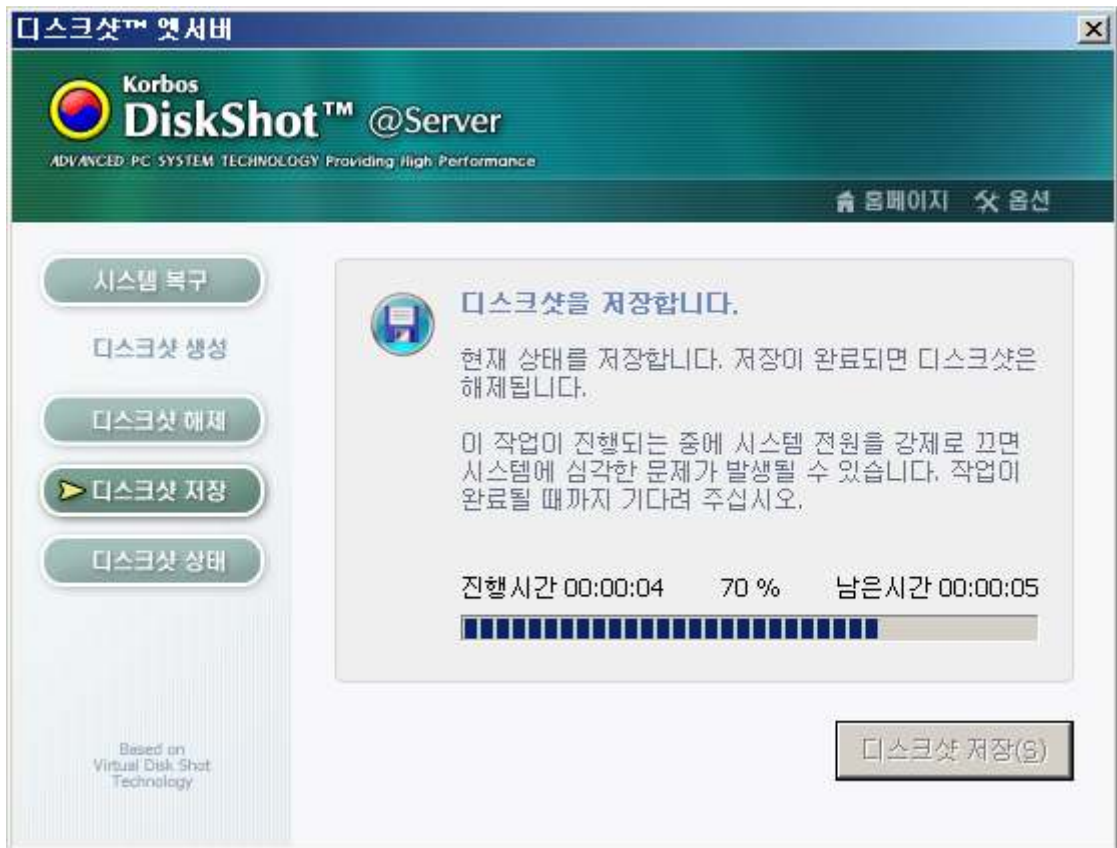 디스크샷™ 엣서버
Korbos
DiskShot™ @Server
ADVANCED PC SYSTEM TECHNOLOGY Providing High Performance
홈페이지 옵션
시스템 복구
디스크샷 생성
디스크샷 해제
디스크샷 저장
디스크샷 상태
Based on
Virtual Disk Shot
Technology
디스크샷을 저장합니다.
현재 상태를 저장합니다. 저장이 완료되면 디스크샷은
해제됩니다.
이 작업이 진행되는 중에 시스템 전원을 강제로 끄면
시스템에 심각한 문제가 발생될 수 있습니다. 작업이
완료될 때까지 기다려 주십시오.
진행시간 00:00:04 70 % 남은시간 00:00:05
디스크샷 저장(S)